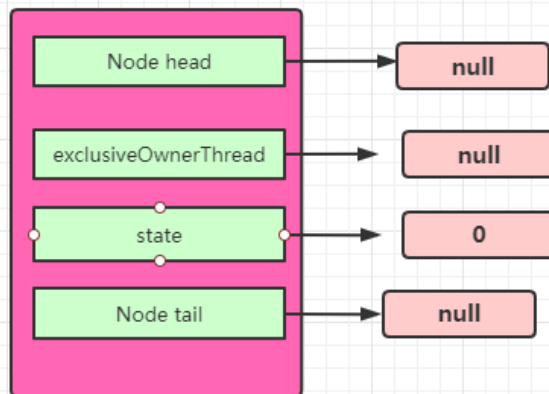 Node head
null
exclusiveOwnerThread
null
state
0
Node tail
null